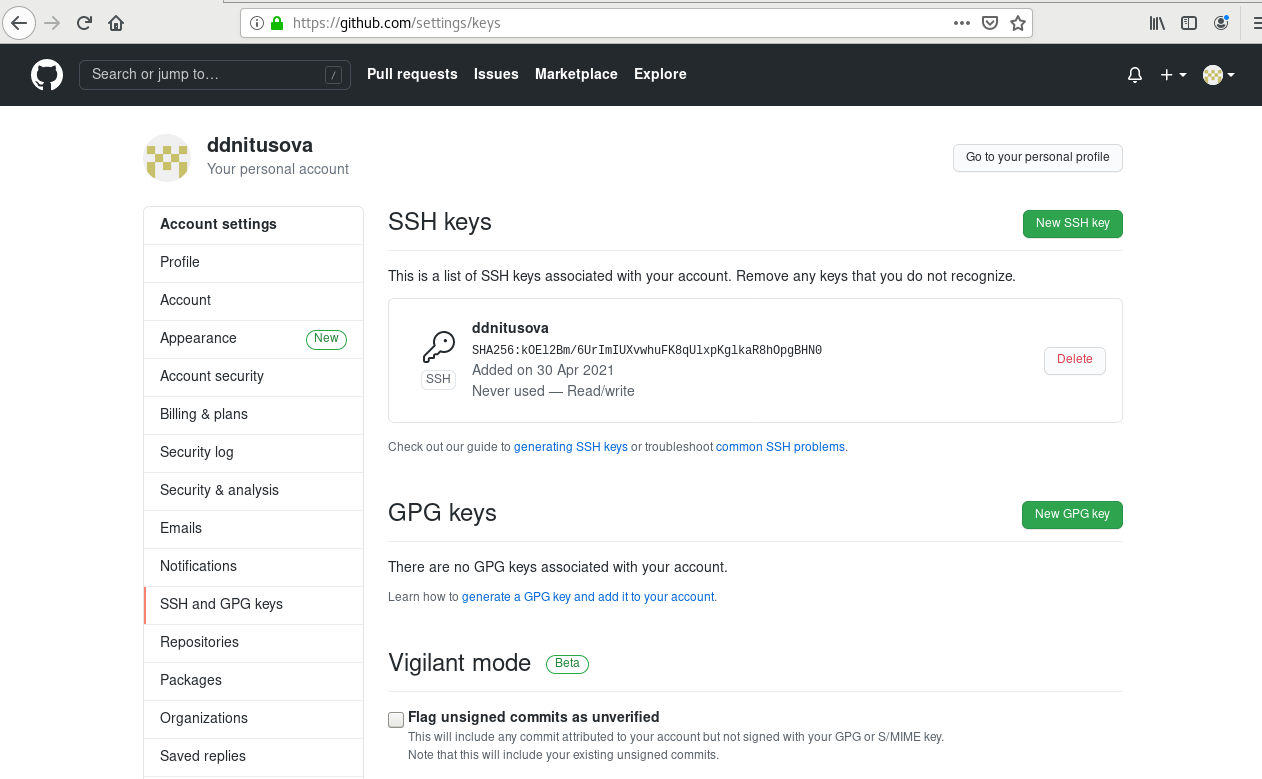 https://github.com/settings/keys
Search or jump to… /
Pull requests Issues Marketplace Explore
ddnitusova
Your personal account
Go to your personal profile
Account settings
Profile
Account
Appearance New
Account security
Billing & plans
Security log
Security & analysis
Emails
Notifications
SSH and GPG keys
Repositories
Packages
Organizations
Saved replies
SSH keys
New SSH key
This is a list of SSH keys associated with your account. Remove any keys that you do not recognize.
ddnitusova
SHA256:kOEl2Bm/6UrImIUXvwhuFK8qUlxpKglkaR8hOpgBHN0
Added on 30 Apr 2021
Never used — Read/write
SSH
Delete
Check out our guide to generating SSH keys or troubleshoot common SSH problems.
GPG keys
New GPG key
There are no GPG keys associated with your account.
Learn how to generate a GPG key and add it to your account.
Vigilant mode Beta
Flag unsigned commits as unverified
This will include any commit attributed to your account but not signed with your GPG or S/MIME key.
Note that this will include your existing unsigned commits.